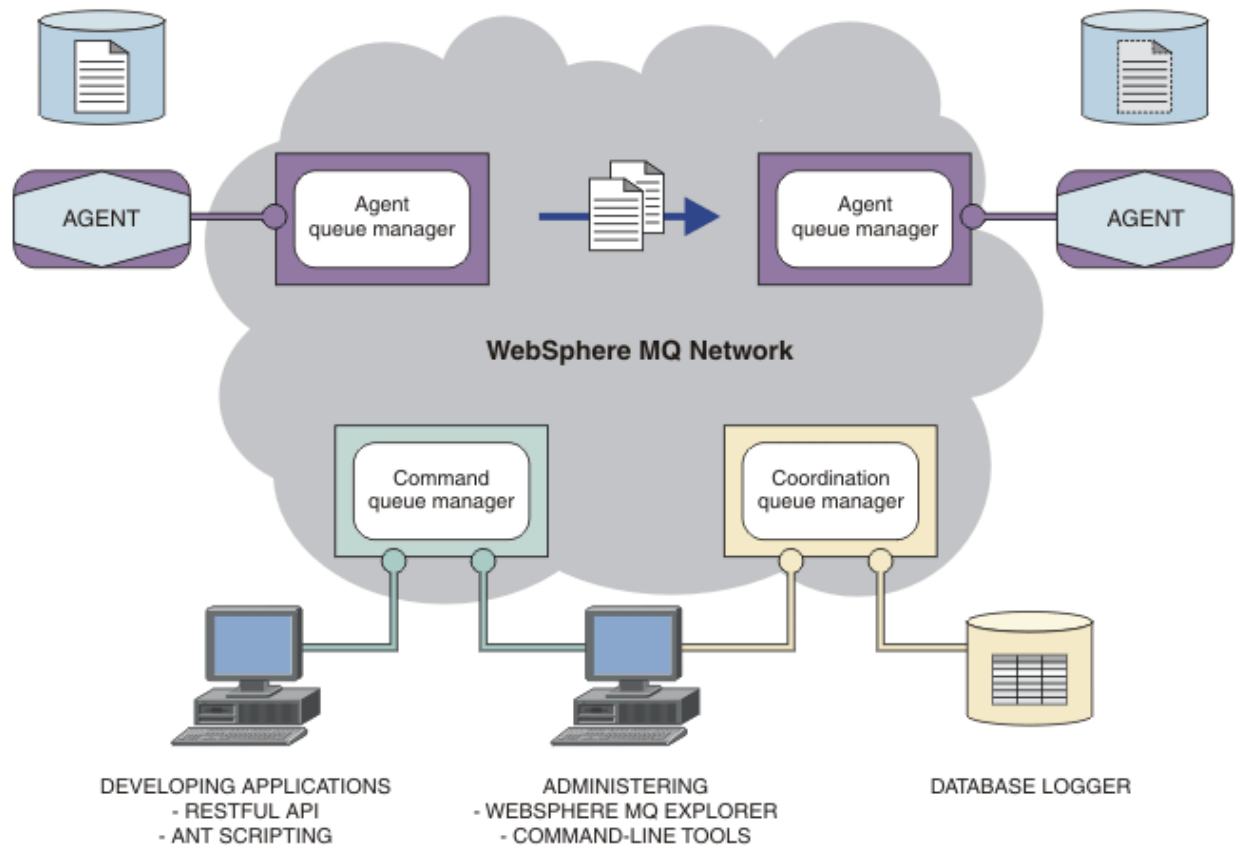 AGENT
Agent
queue manager
Agent
queue manager
AGENT
WebSphere MQ Network
Command
queue manager
Coordination
queue manager
DEVELOPING APPLICATIONS
- RESTFUL API
- ANT SCRIPTING
ADMINISTERING
- WEBSPHERE MQ EXPLORER
- COMMAND-LINE TOOLS
DATABASE LOGGER